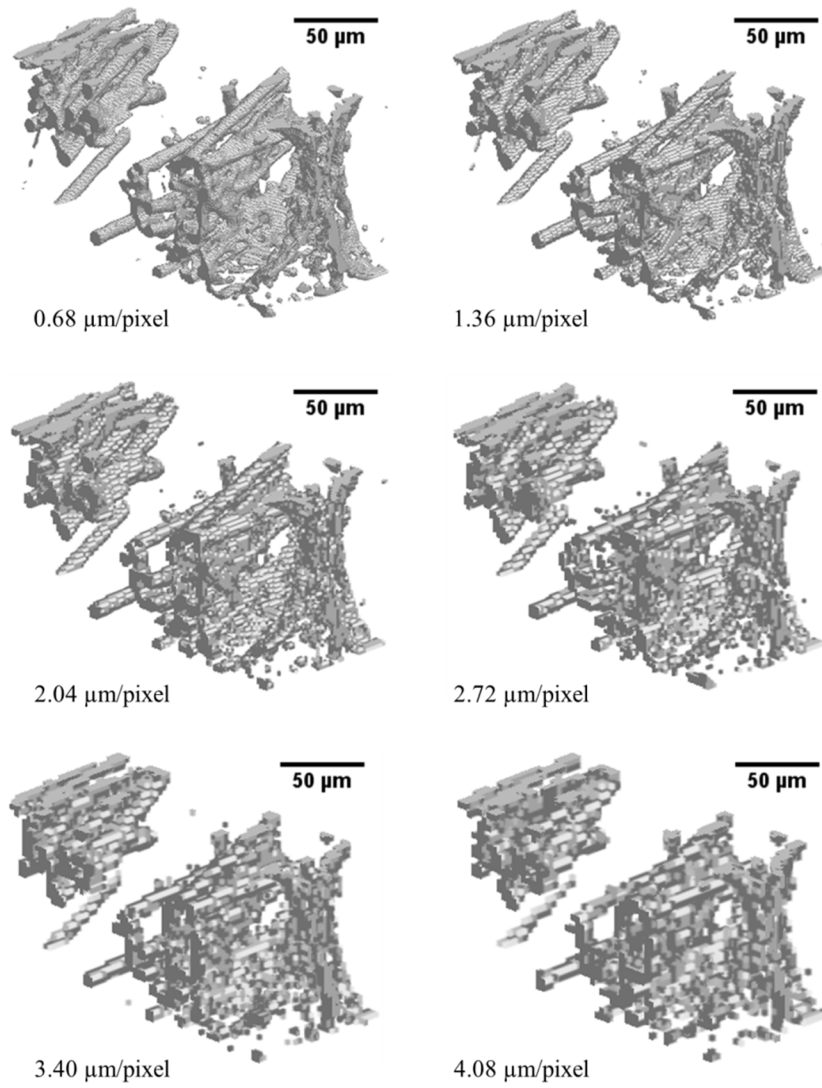 50 µm
50 µm
0.68 µm/pixel
1.36 µm/pixel
50 µm
50 µm
2.04 µm/pixel
2.72 µm/pixel
50 µm
50 µm
3.40 µm/pixel
4.08 µm/pixel